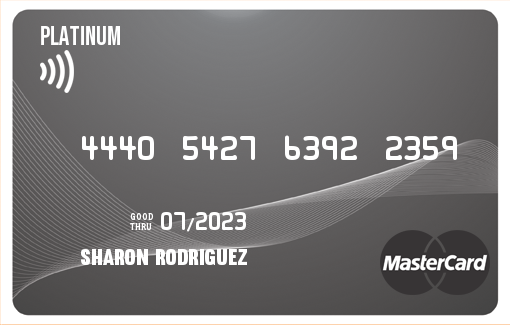 PLATINUM
4440 5427 6392 2359
GOOD THRU 07/2023
SHARON RODRIGUEZ
MasterCard